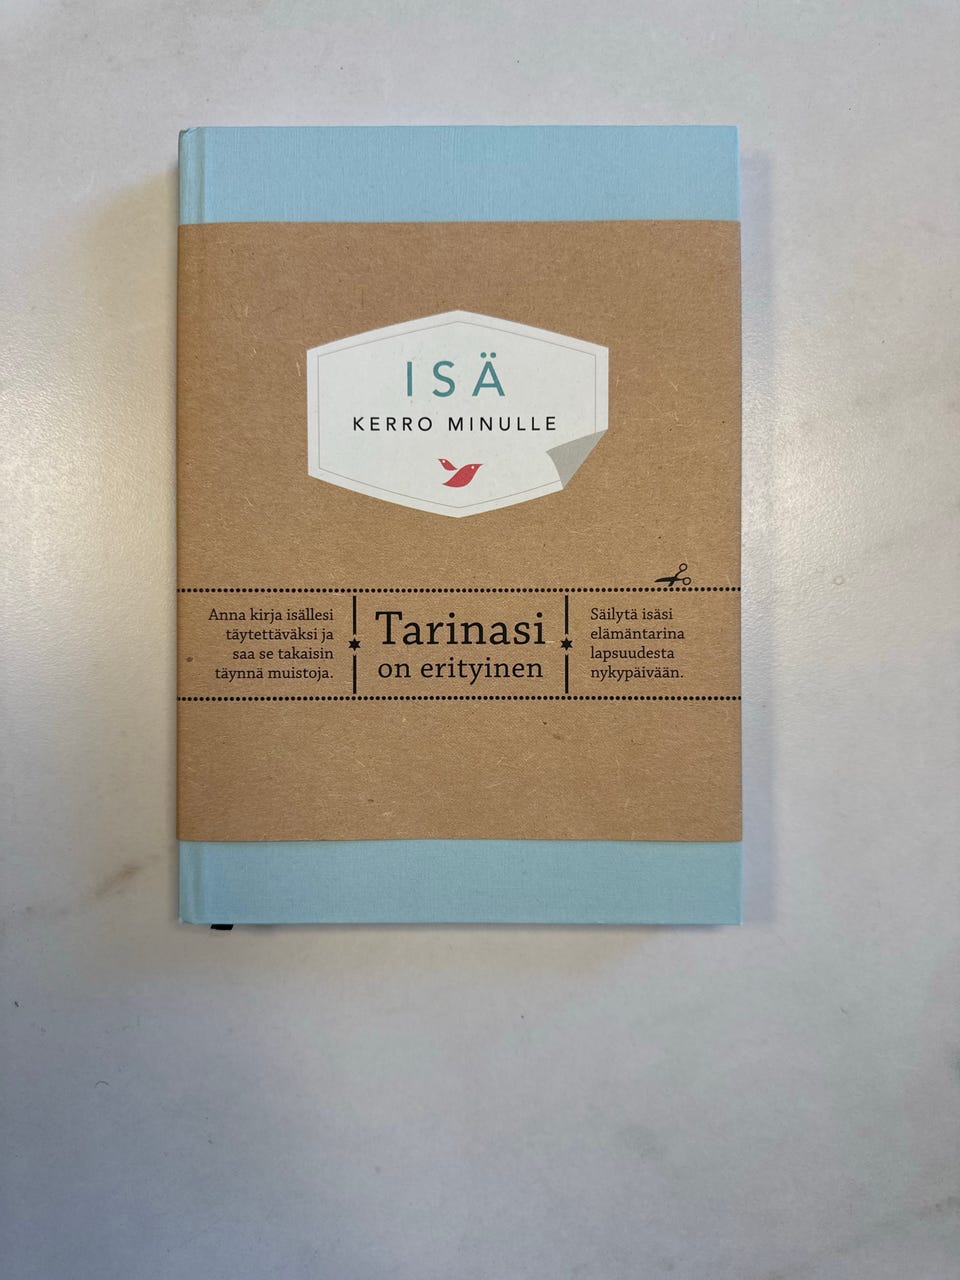 ISÄ
KERRO MINULLE
Anna kirja isällesi
täytettäväksi ja
saa se takaisin
täynnä muistoja.
Tarinasi
on erityinen
Säilytä isäsi
elämäntarina
lapsuudesta
nykypäivään.